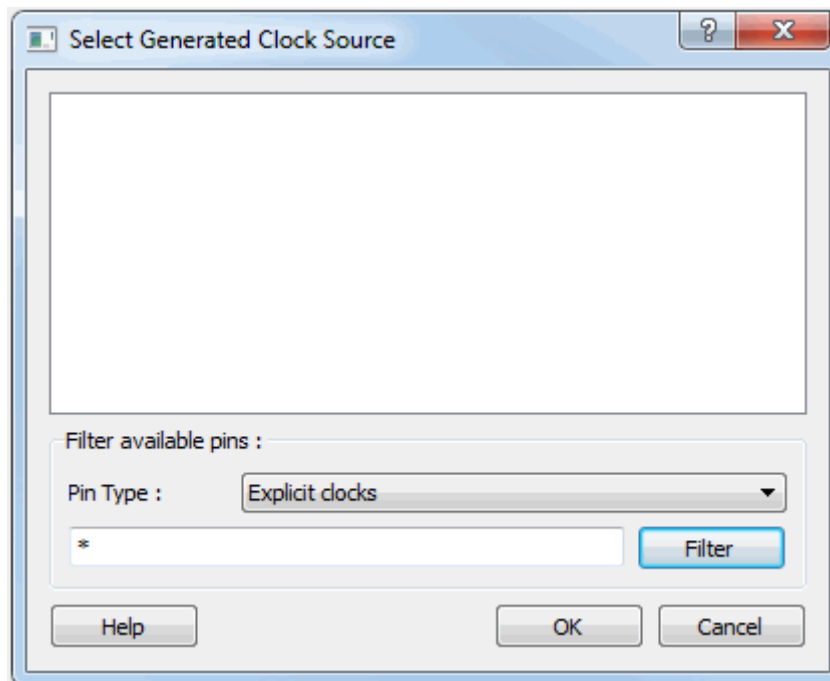 Select Generated Clock Source
Filter available pins :
Pin Type : Explicit clocks
* Filter
Help OK Cancel